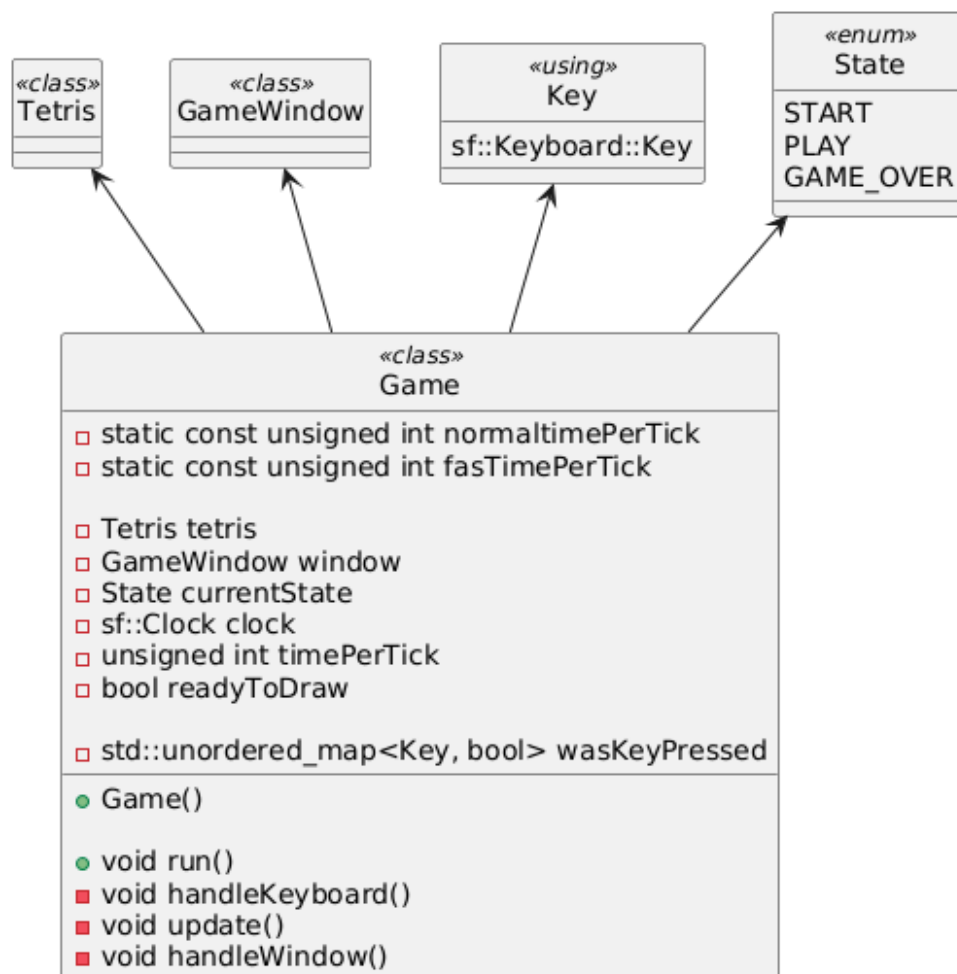 «class»
Tetris
«class»
GameWindow
«using»
Key
sf::Keyboard::Key
«enum»
State
START
PLAY
GAME_OVER
«class»
Game
static const unsigned int normaltimePerTick
static const unsigned int fasTimePerTick
Tetris tetris
GameWindow window
State currentState
sf::Clock clock
unsigned int timePerTick
bool readyToDraw
std::unordered_map<Key, bool> wasKeyPressed
Game()
void run()
void handleKeyboard()
void update()
void handleWindow()